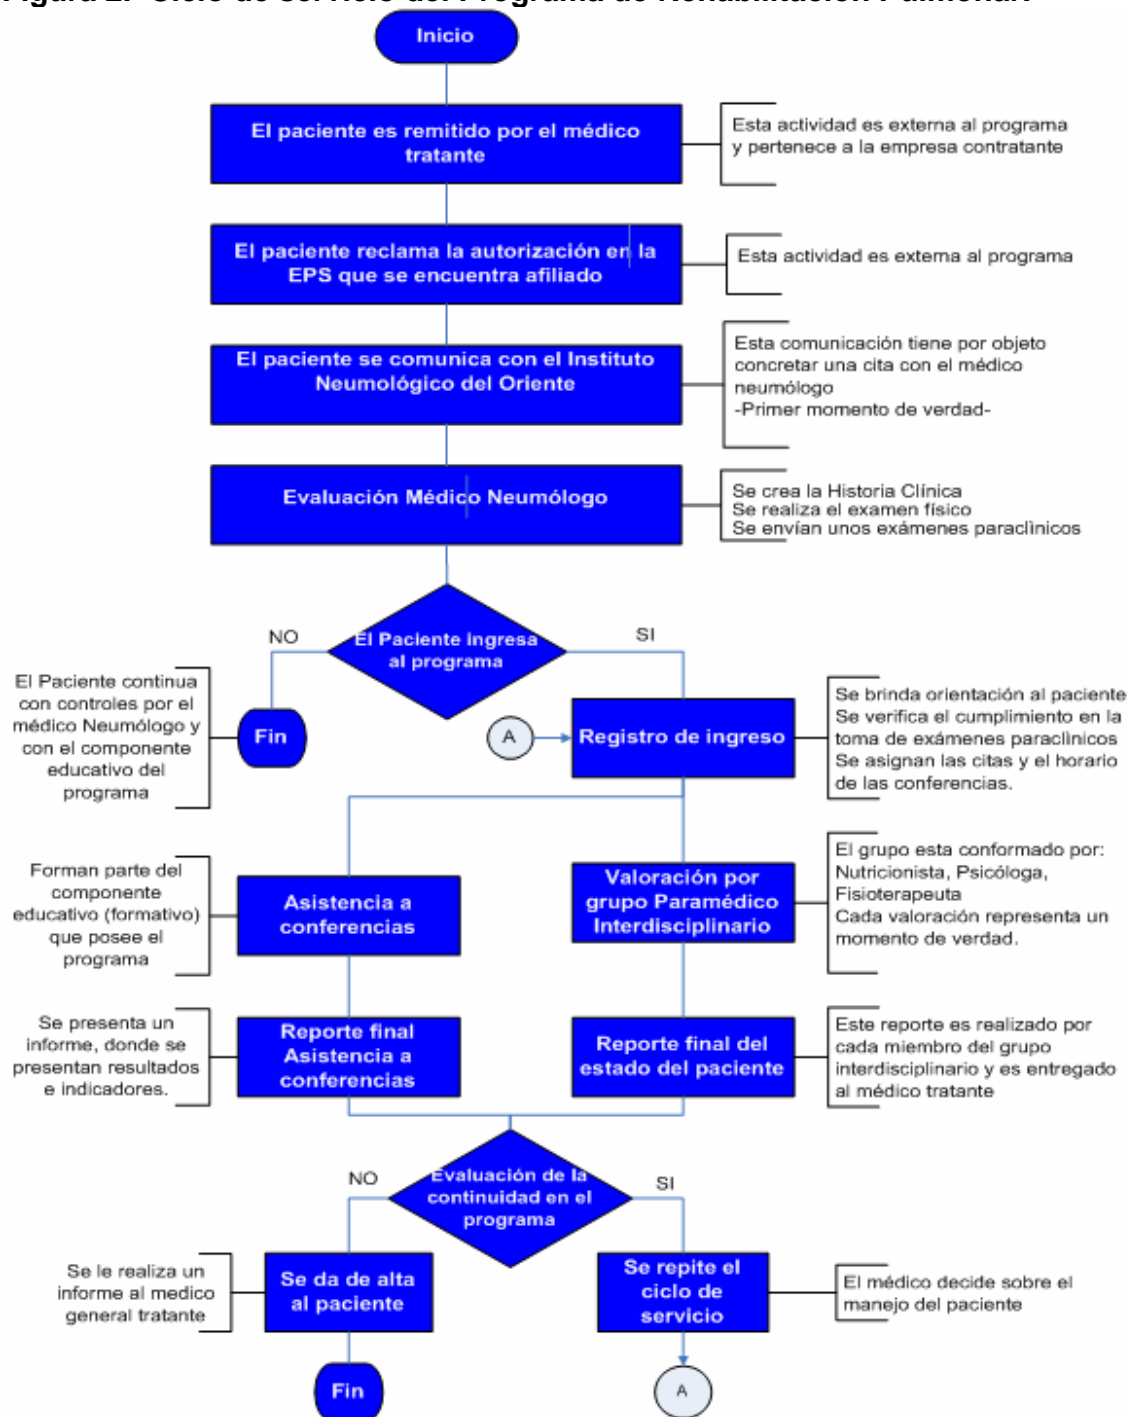 Figura 2. Ciclo de servicio del Programa de Rehabilitación Pulmonar.
Inicio
El paciente es remitido por el médico
tratante
Esta actividad es externa al programa
y pertenece a la empresa contratante
El paciente reclama la autorización en la
EPS que se encuentra afiliado
Esta actividad es externa al programa
El paciente se comunica con el Instituto
Neumológico del Oriente
Esta comunicación tiene por objeto
concretar una cita con el médico
neumólogo
-Primer momento de verdad-
Evaluación Médico Neumólogo
Se crea la Historia Clínica
Se realiza el examen físico
Se envían unos exámenes paraclìnicos
El Paciente ingresa
al programa
NO
SI
El Paciente continua
con controles por el
médico Neumólogo y
con el componente
educativo del
programa
Fin
A
Registro de ingreso
Se brinda orientación al paciente
Se verifica el cumplimiento en la
toma de exámenes paraclìnicos
Se asignan las citas y el horario
de las conferencias.
Forman parte del
componente
educativo (formativo)
que posee el
programa
Asistencia a
conferencias
Valoración por
grupo Paramédico
Interdisciplinario
El grupo esta conformado por:
Nutricionista, Psicóloga,
Fisioterapeuta
Cada valoración representa un
momento de verdad.
Se presenta un
informe, donde se
presentan resultados
e indicadores.
Reporte final
Asistencia a
conferencias
Reporte final del
estado del paciente
Este reporte es realizado por
cada miembro del grupo
interdisciplinario y es entregado
al médico tratante
Evaluación de la
continuidad en el
programa
NO
SI
Se le realiza un
informe al medico
general tratante
Se da de alta
al paciente
Se repite el
ciclo de
servicio
El médico decide sobre el
manejo del paciente
Fin
A